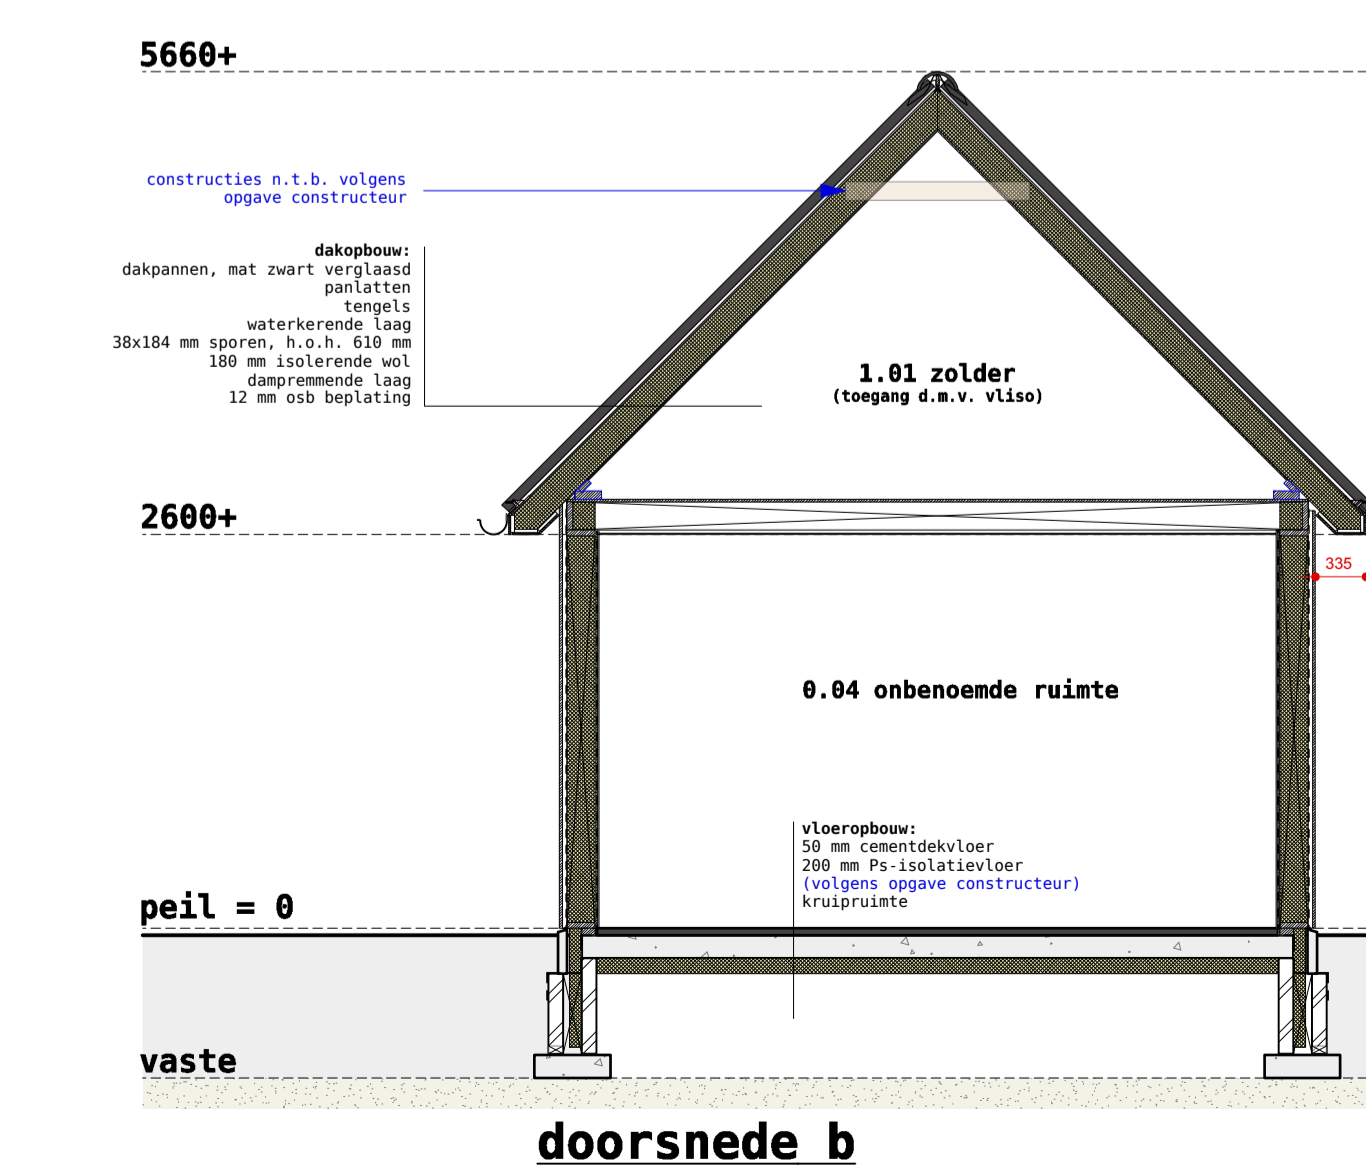 5660+
constructies n.t.b. volgens
opgave constructeur
dakopbouw:
dakpannen, mat zwart verglaasd
panlatten
tengels
waterkerende laag
38x184 mm sporen, h.o.h. 610 mm
180 mm isolerende wol
dampremmende laag
12 mm osb beplating
1.01 zolder
(toegang d.m.v. vliso)
2600+
335
0.04 onbenoemde ruimte
vloeropbouw:
50 mm cementdekvloer
200 mm Ps-isolatievloer
(volgens opgave constructeur)
kruipruimte
peil = 0
vaste
doorsnede b